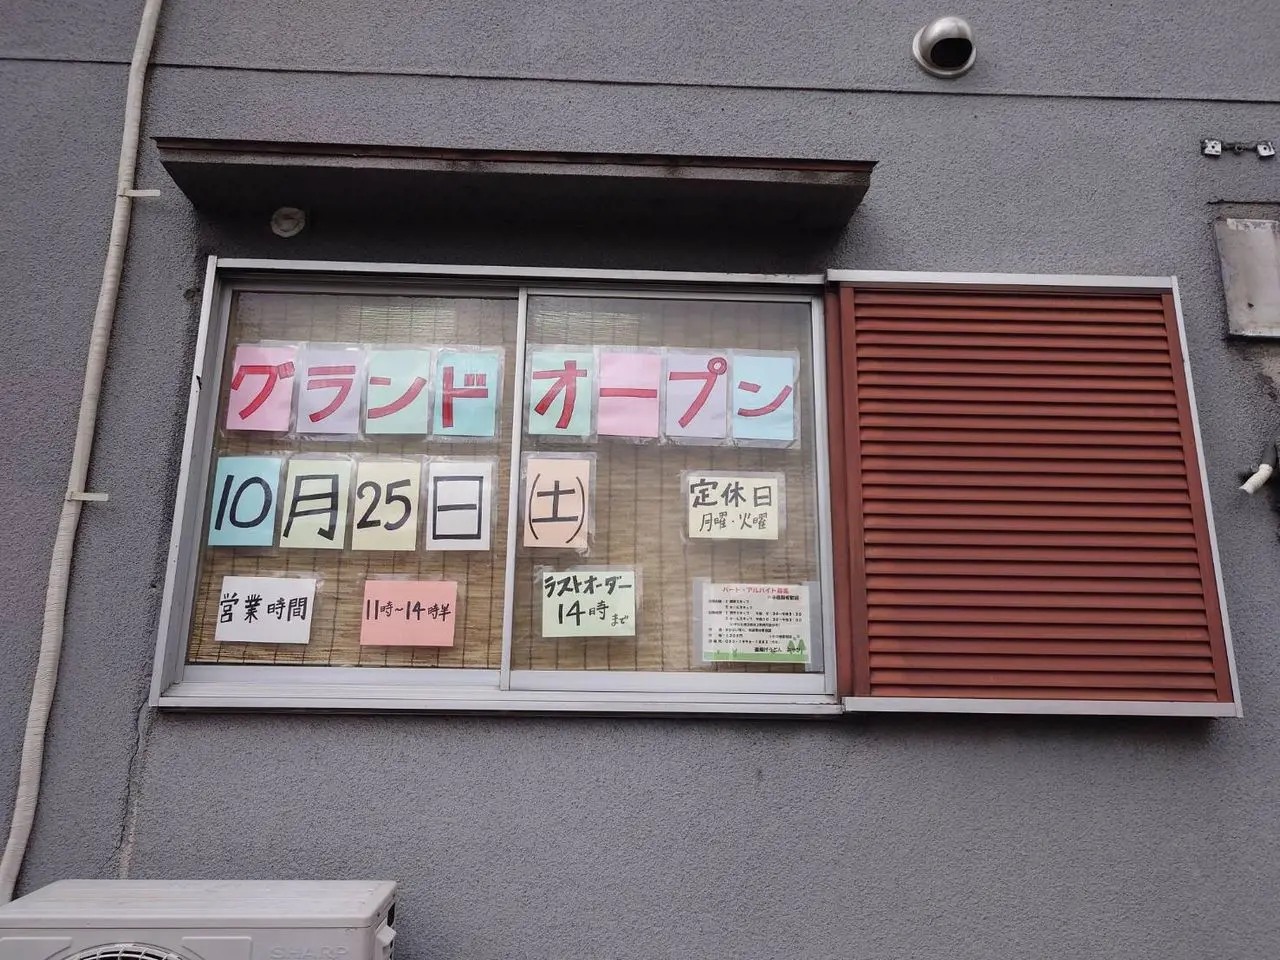 グランドオープン
10月25日(土)
定休日
月曜・火曜
営業時間
11時~14時半
ラストオーダー
14時まで
パート・アルバイト募集
SHARP